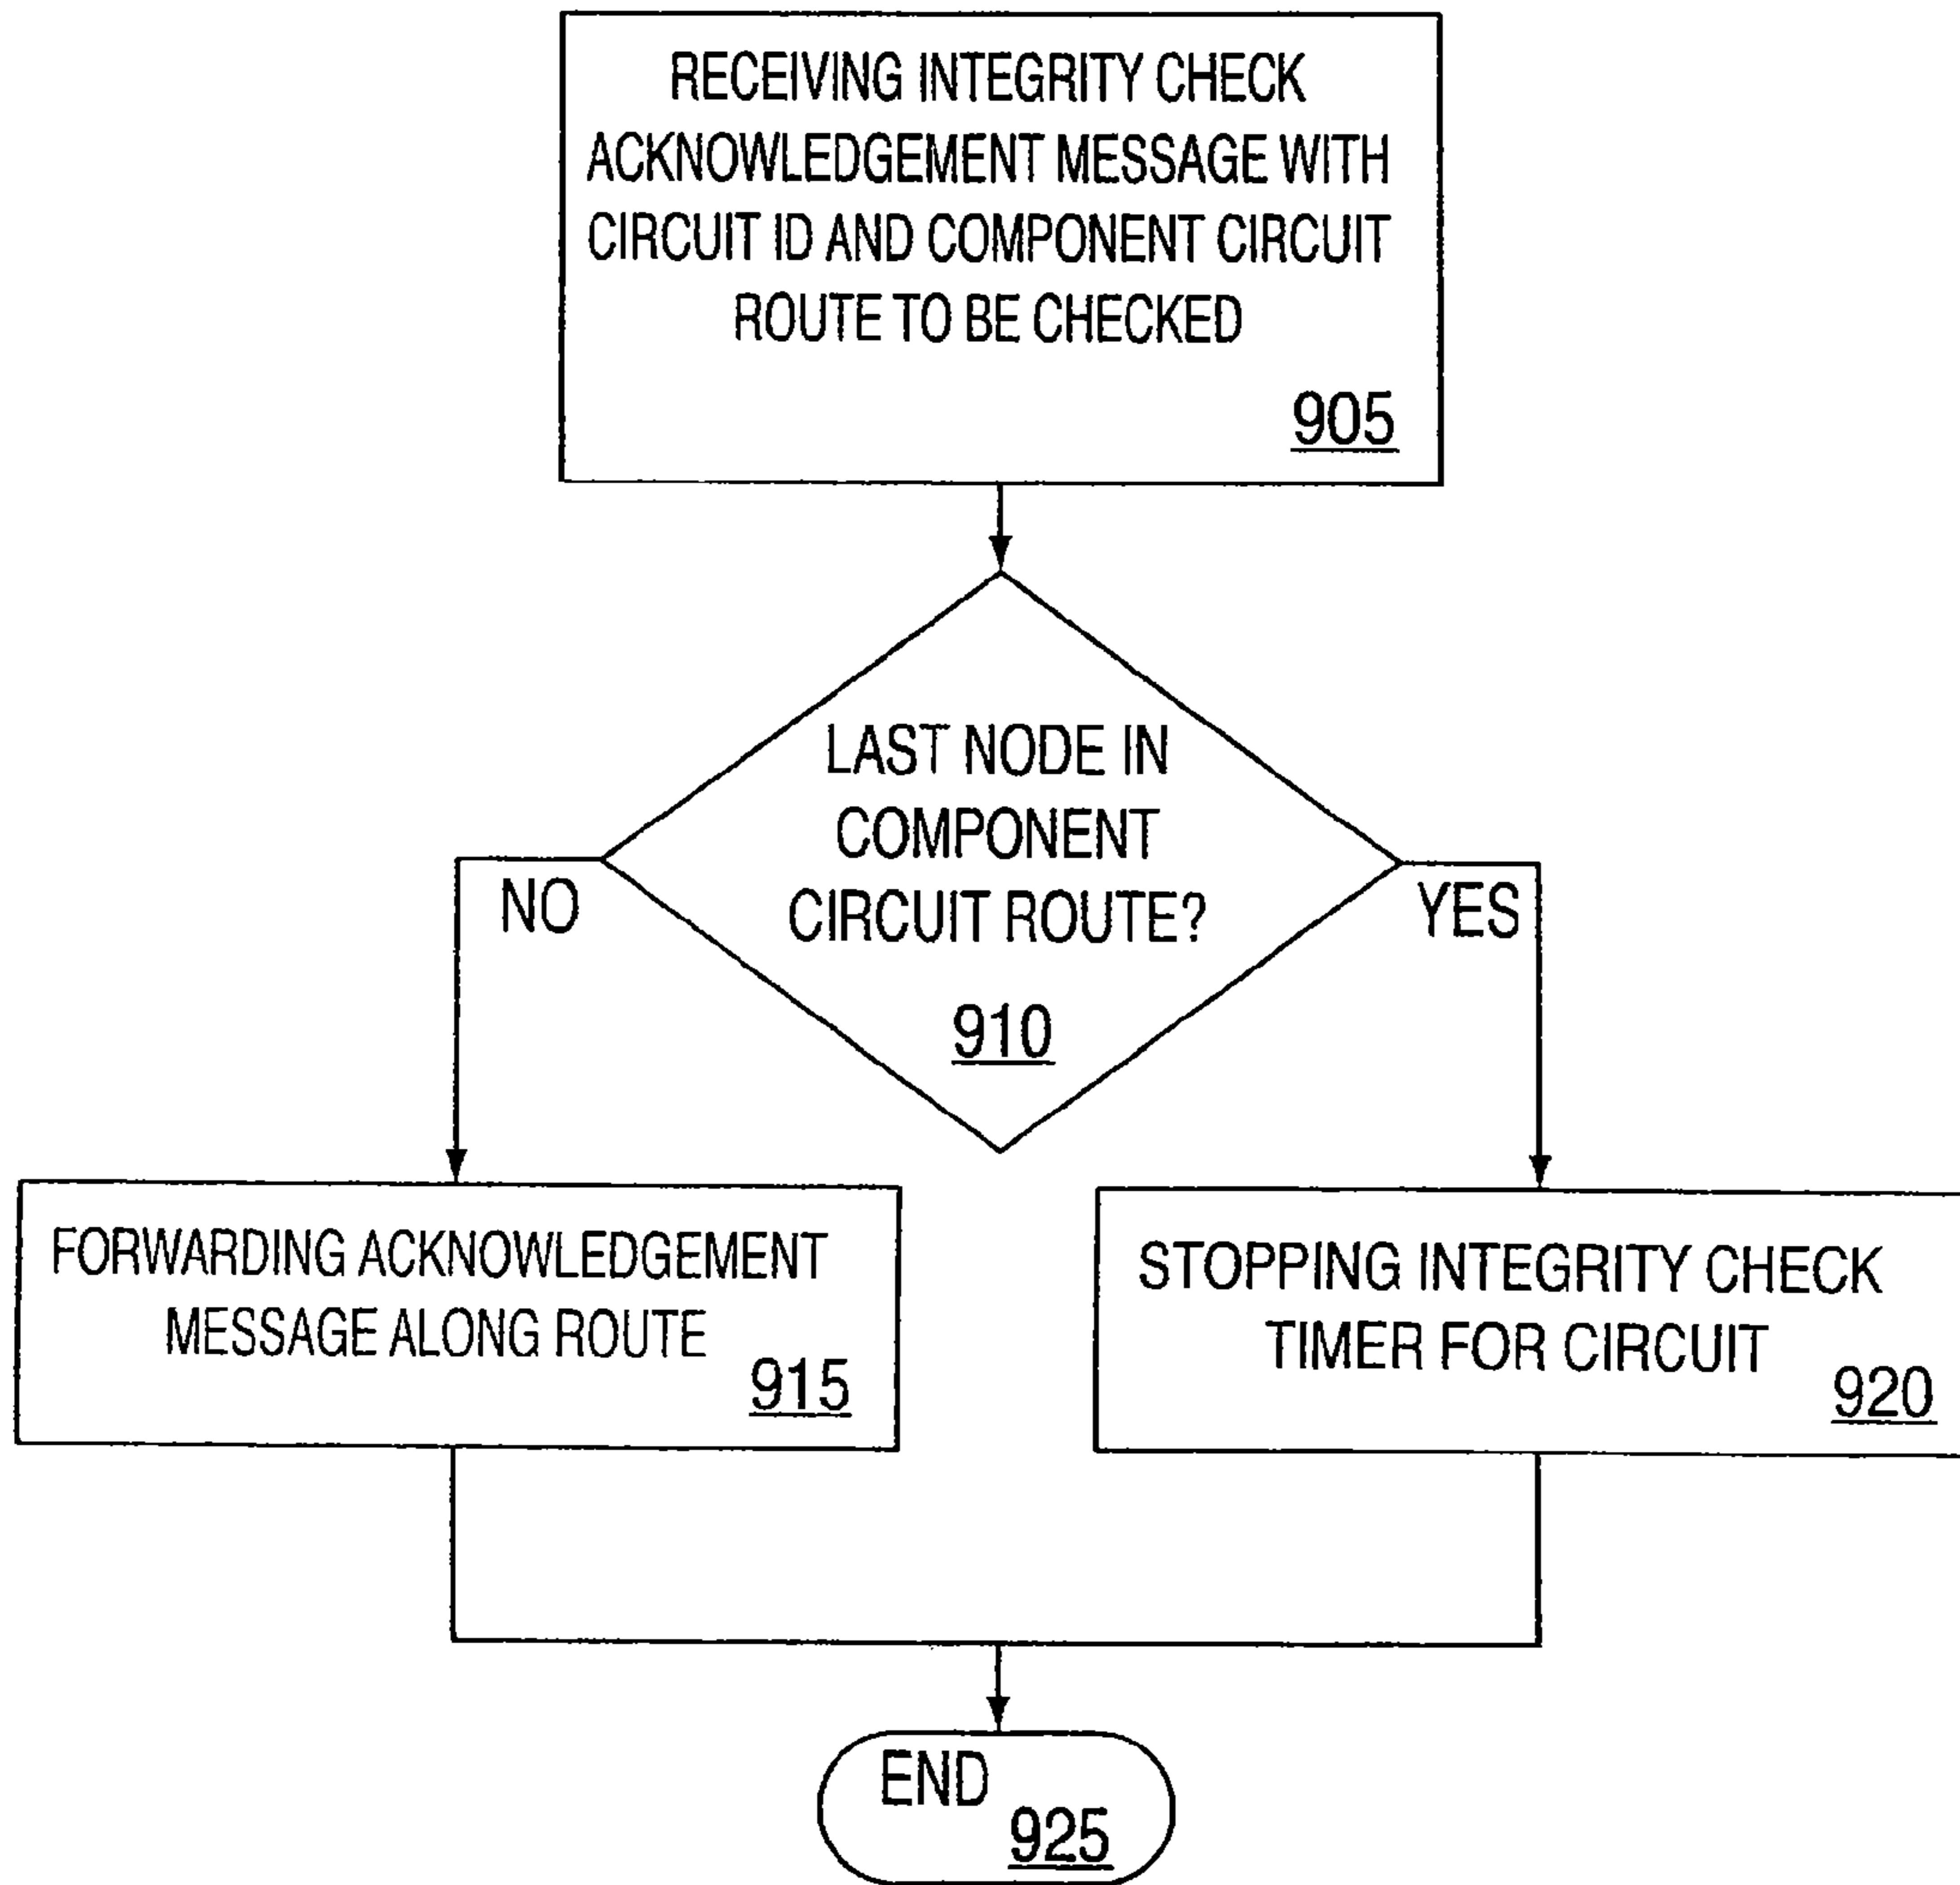 RECEIVING INTEGRITY CHECK
ACKNOWLEDGEMENT MESSAGE WITH
CIRCUIT ID AND COMPONENT CIRCUIT
ROUTE TO BE CHECKED
905
LAST NODE IN
COMPONENT
CIRCUIT ROUTE?
910
NO
YES
FORWARDING ACKNOWLEDGEMENT
MESSAGE ALONG ROUTE
915
STOPPING INTEGRITY CHECK
TIMER FOR CIRCUIT
920
END
925